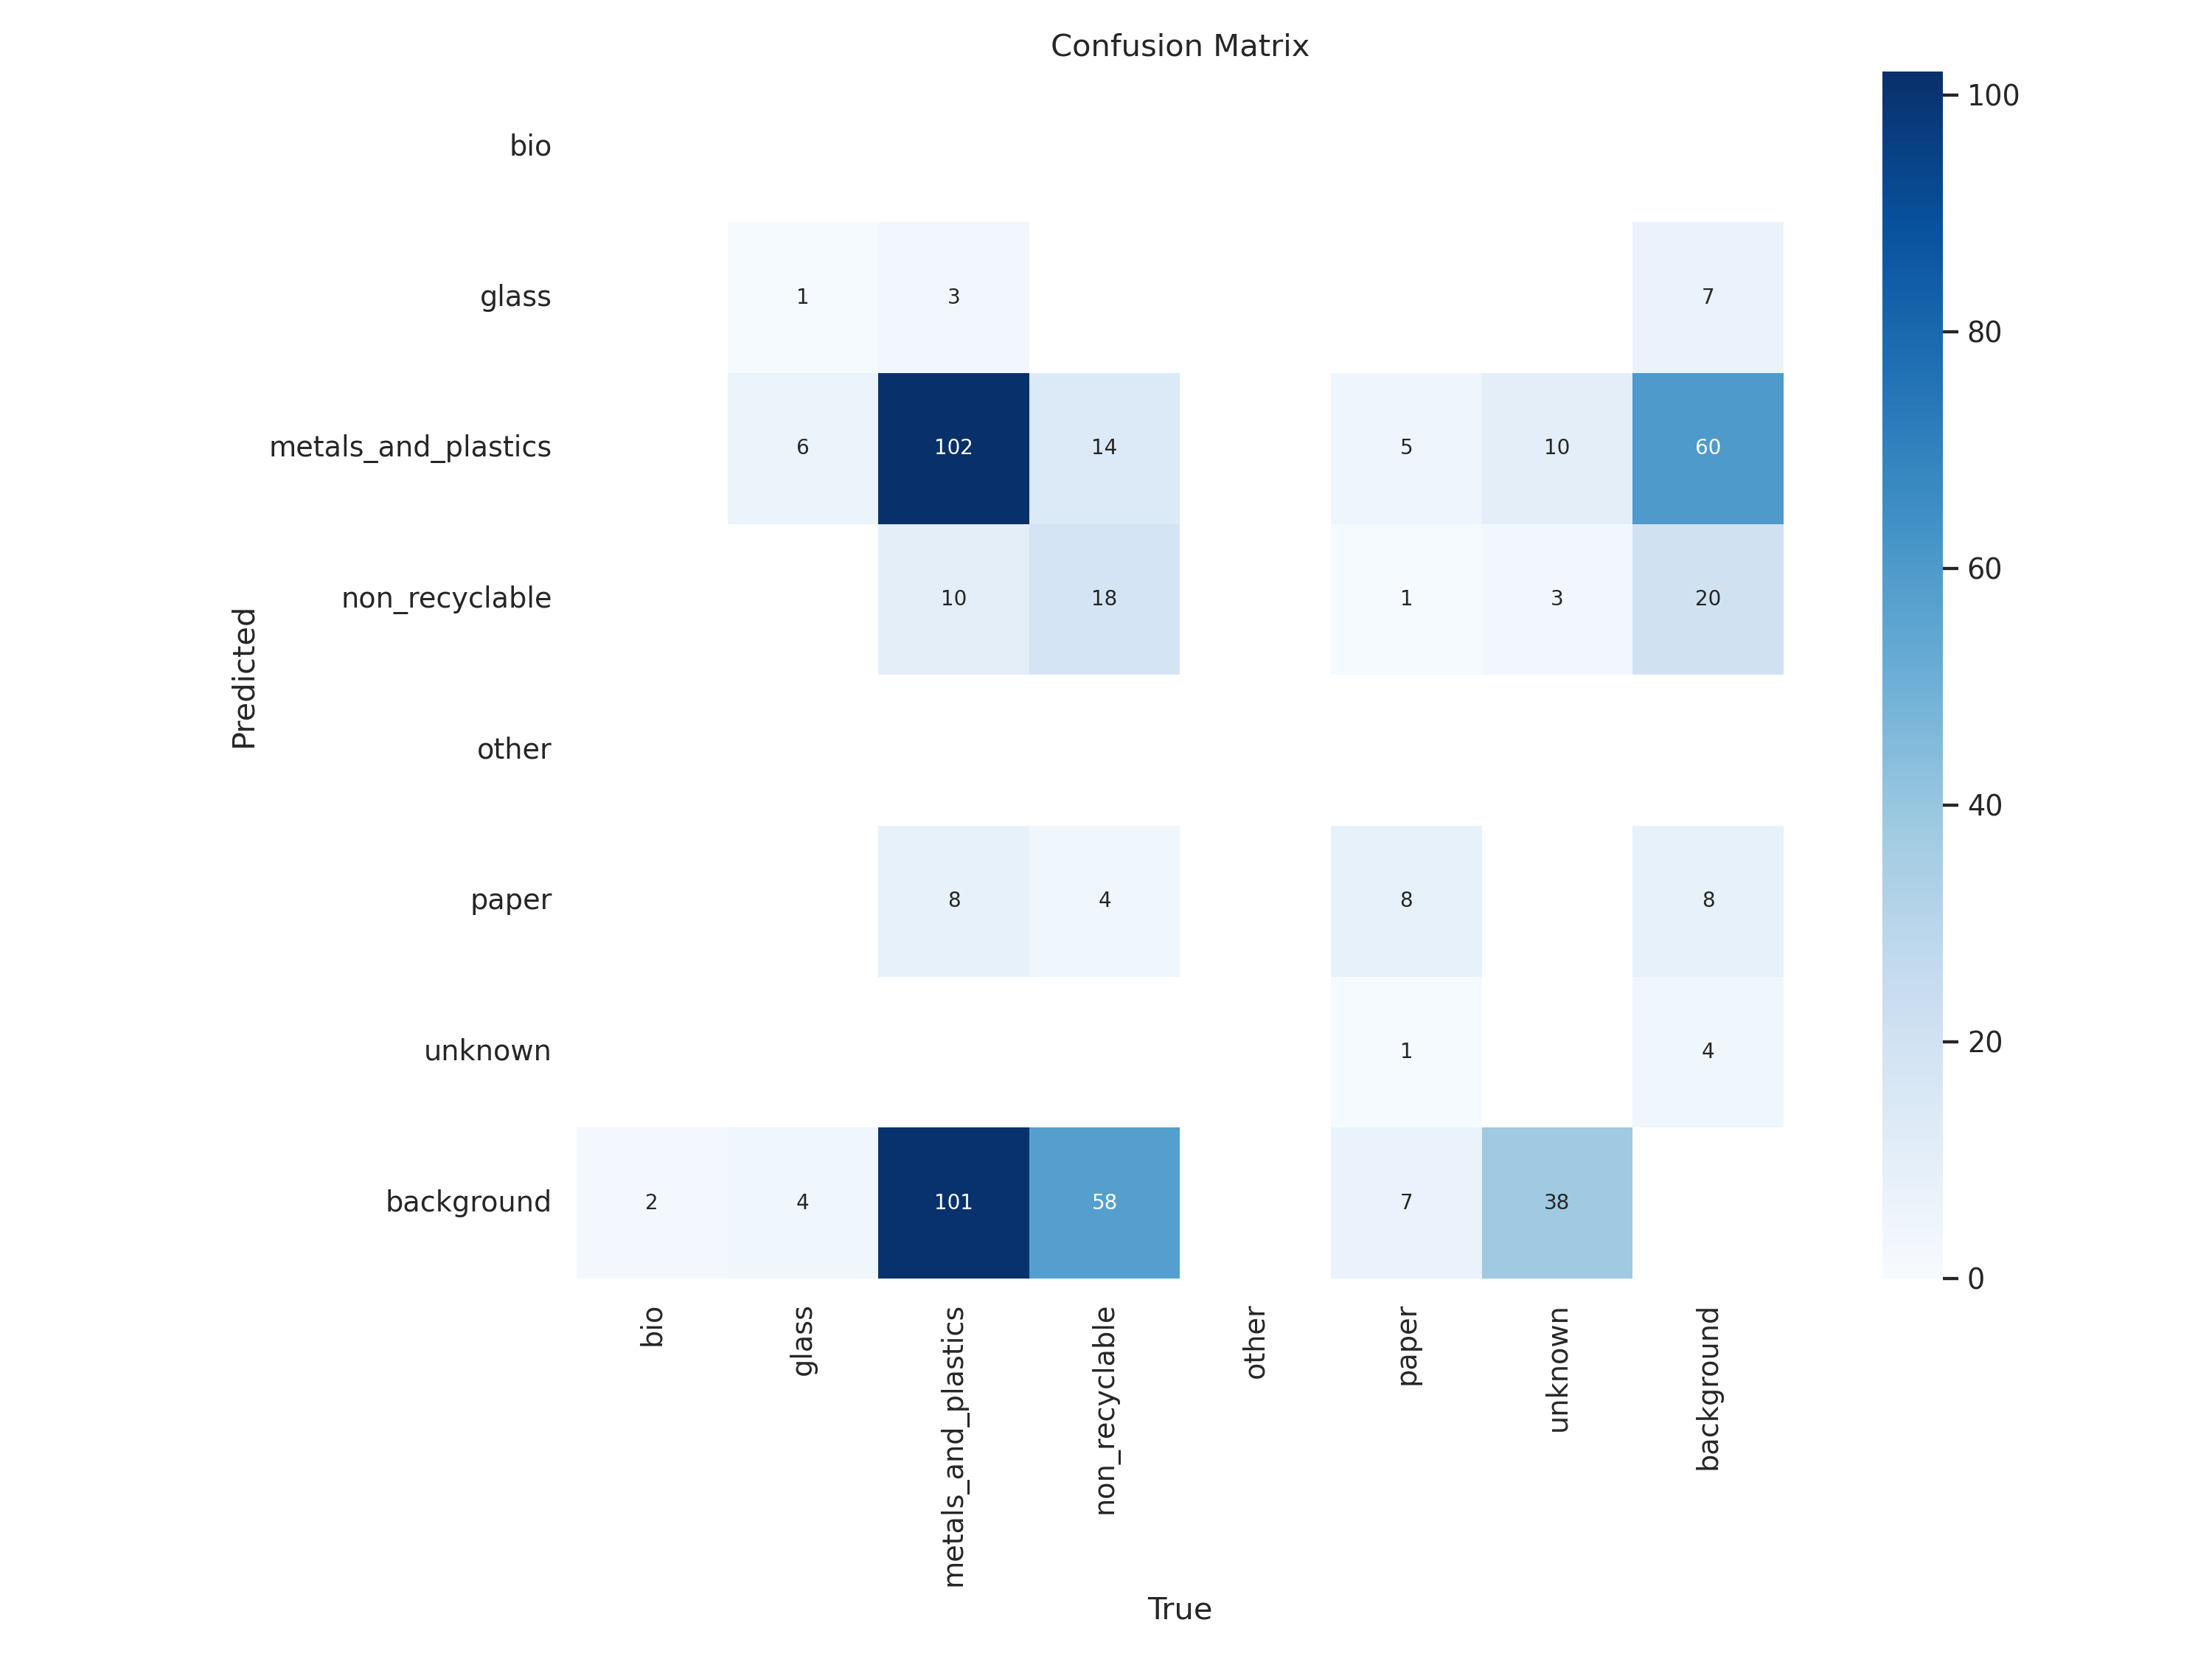 Confusion Matrix
bio
glass 1 3 7
metals_and_plastics 6 102 14 5 10 60
non_recyclable 10 18 1 3 20
other
paper 8 4 8 8
unknown 1 4
background 2 4 101 58 7 38
Predicted
bio glass metals_and_plastics non_recyclable other paper unknown background
True
100
80
60
40
20
0